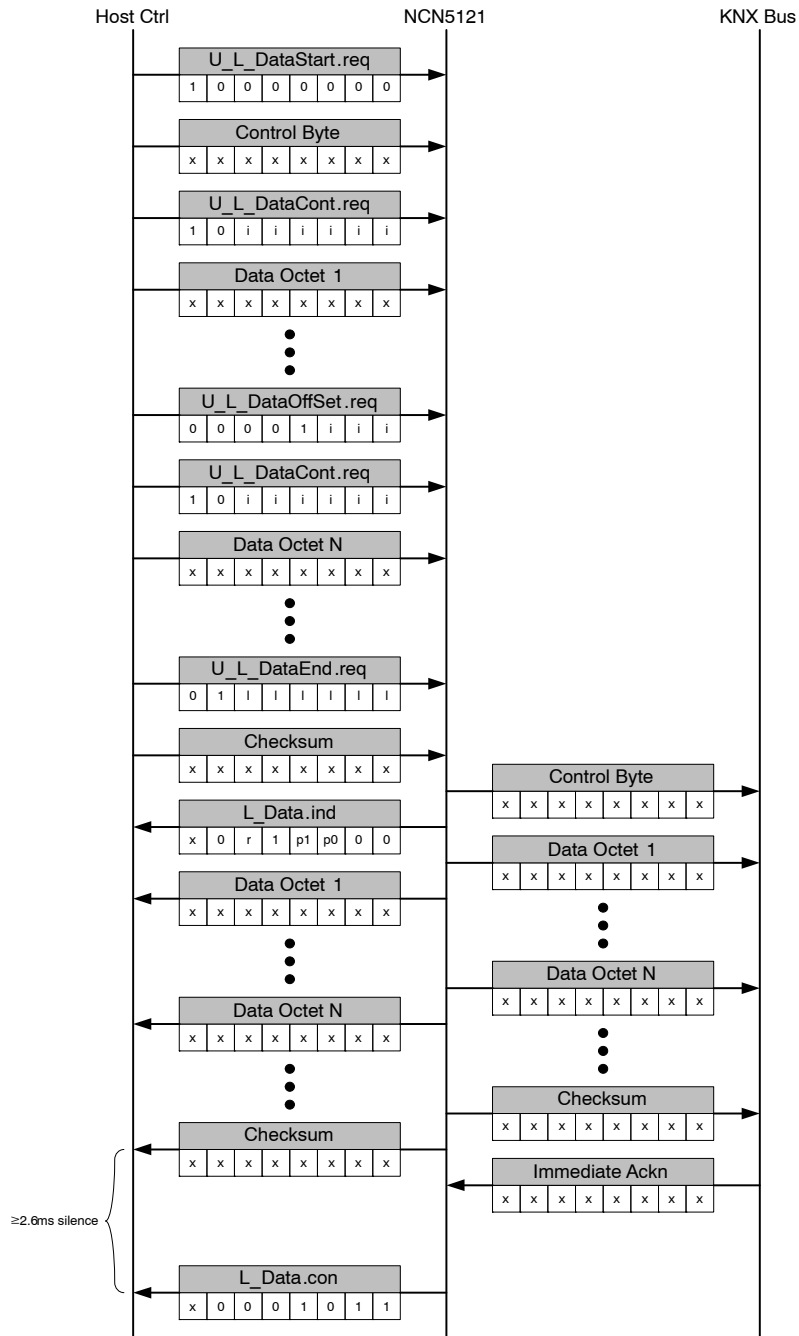 Host Ctrl NCN5121 KNX Bus
U_L_DataStart.req
1 0 0 0 0 0 0 0
Control Byte
x x x x x x x x
U_L_DataCont.req
1 0 i i i i i i
Data Octet 1
x x x x x x x x
U_L_DataOffSet.req
0 0 0 0 1 i i i
U_L_DataCont.req
1 0 i i i i i i
Data Octet N
x x x x x x x x
U_L_DataEnd.req
0 1 l l l l l l
Checksum
x x x x x x x x
Control Byte
x x x x x x x x
L_Data.ind
x 0 r 1 p1 p0 0 0
Data Octet 1
x x x x x x x x
Data Octet 1
x x x x x x x x
Data Octet N
x x x x x x x x
Data Octet N
x x x x x x x x
Checksum
x x x x x x x x
Checksum
x x x x x x x x
Immediate Ackn
x x x x x x x x
≥2.6ms silence
L_Data.con
x 0 0 0 1 0 1 1